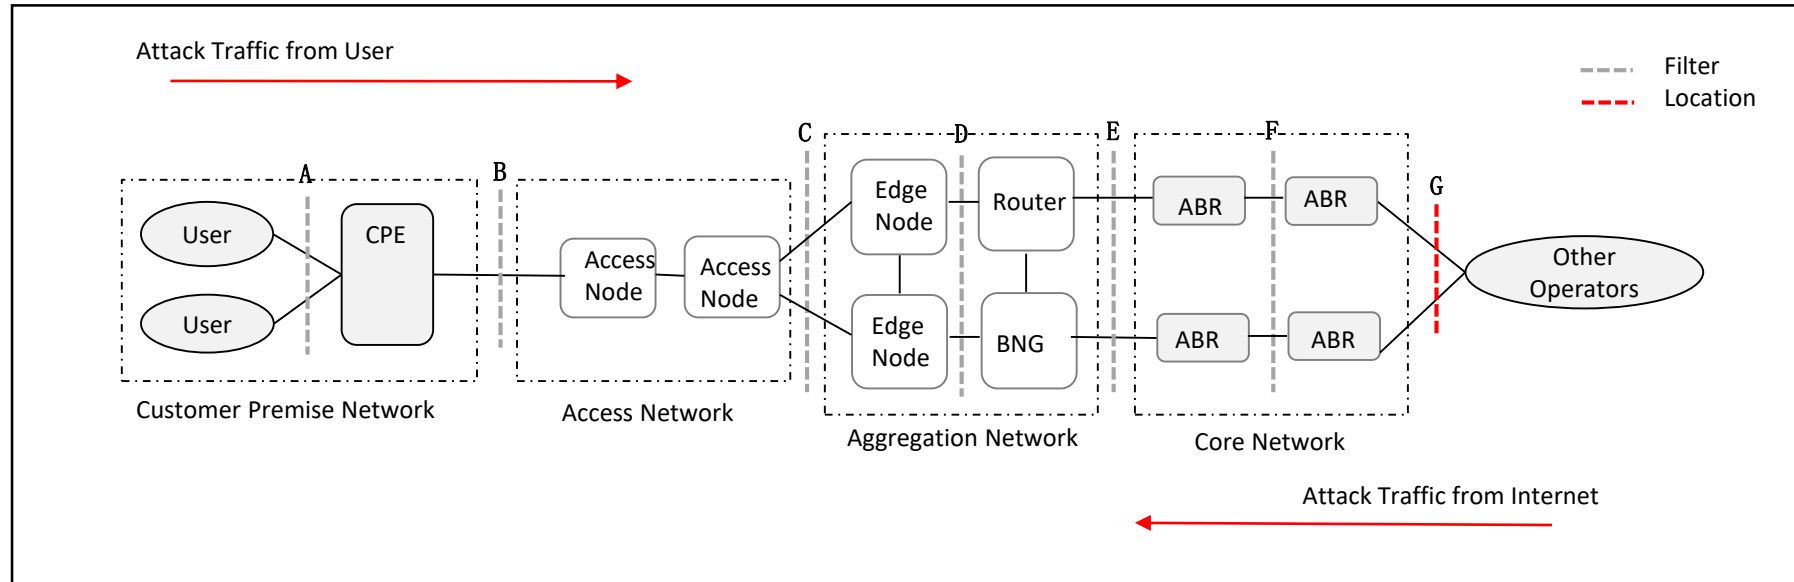 Attack Traffic from User
Filter
Location
A
B
C
D
E
F
G
User
User
CPE
Access
Node
Access
Node
Edge
Node
Edge
Node
Router
BNG
ABR
ABR
ABR
ABR
Other
Operators
Customer Premise Network
Access Network
Aggregation Network
Core Network
Attack Traffic from Internet